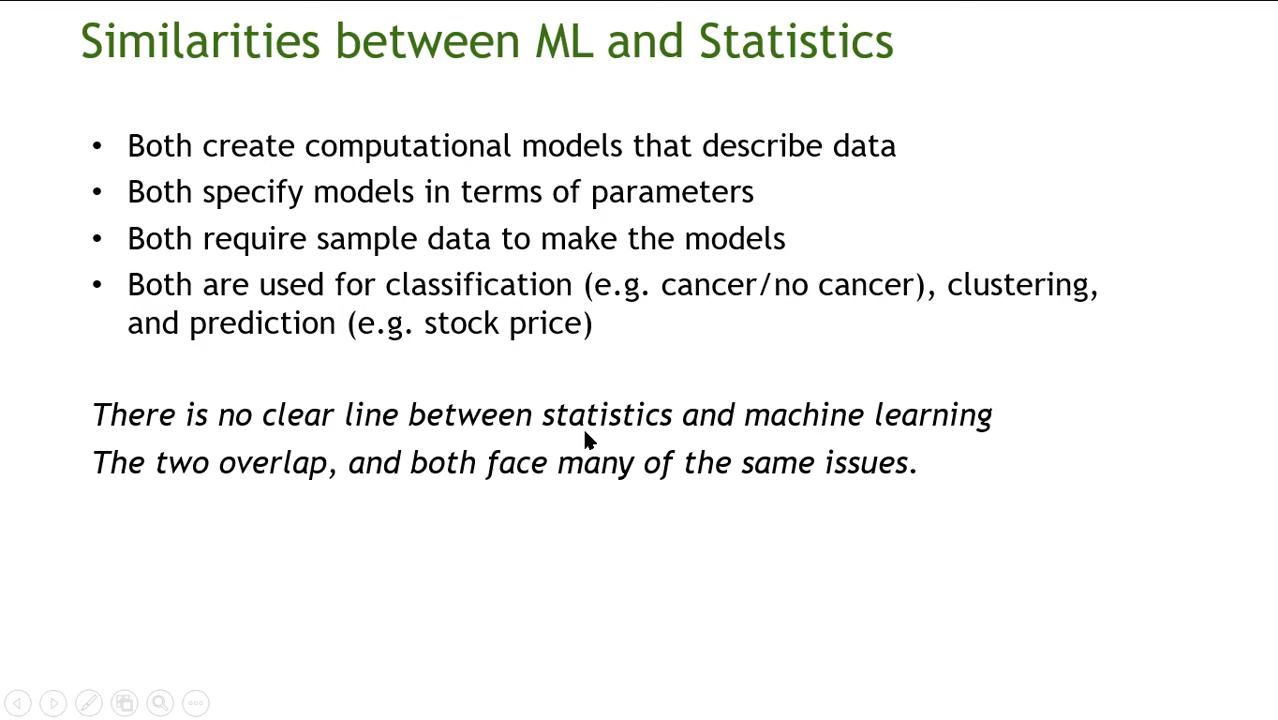 Similarities between ML and Statistics
• Both create computational models that describe data
• Both specify models in terms of parameters
• Both require sample data to make the models
• Both are used for classification (e.g. cancer/no cancer), clustering,
and prediction (e.g. stock price)
There is no clear line between statistics and machine learning
The two overlap, and both face many of the same issues.